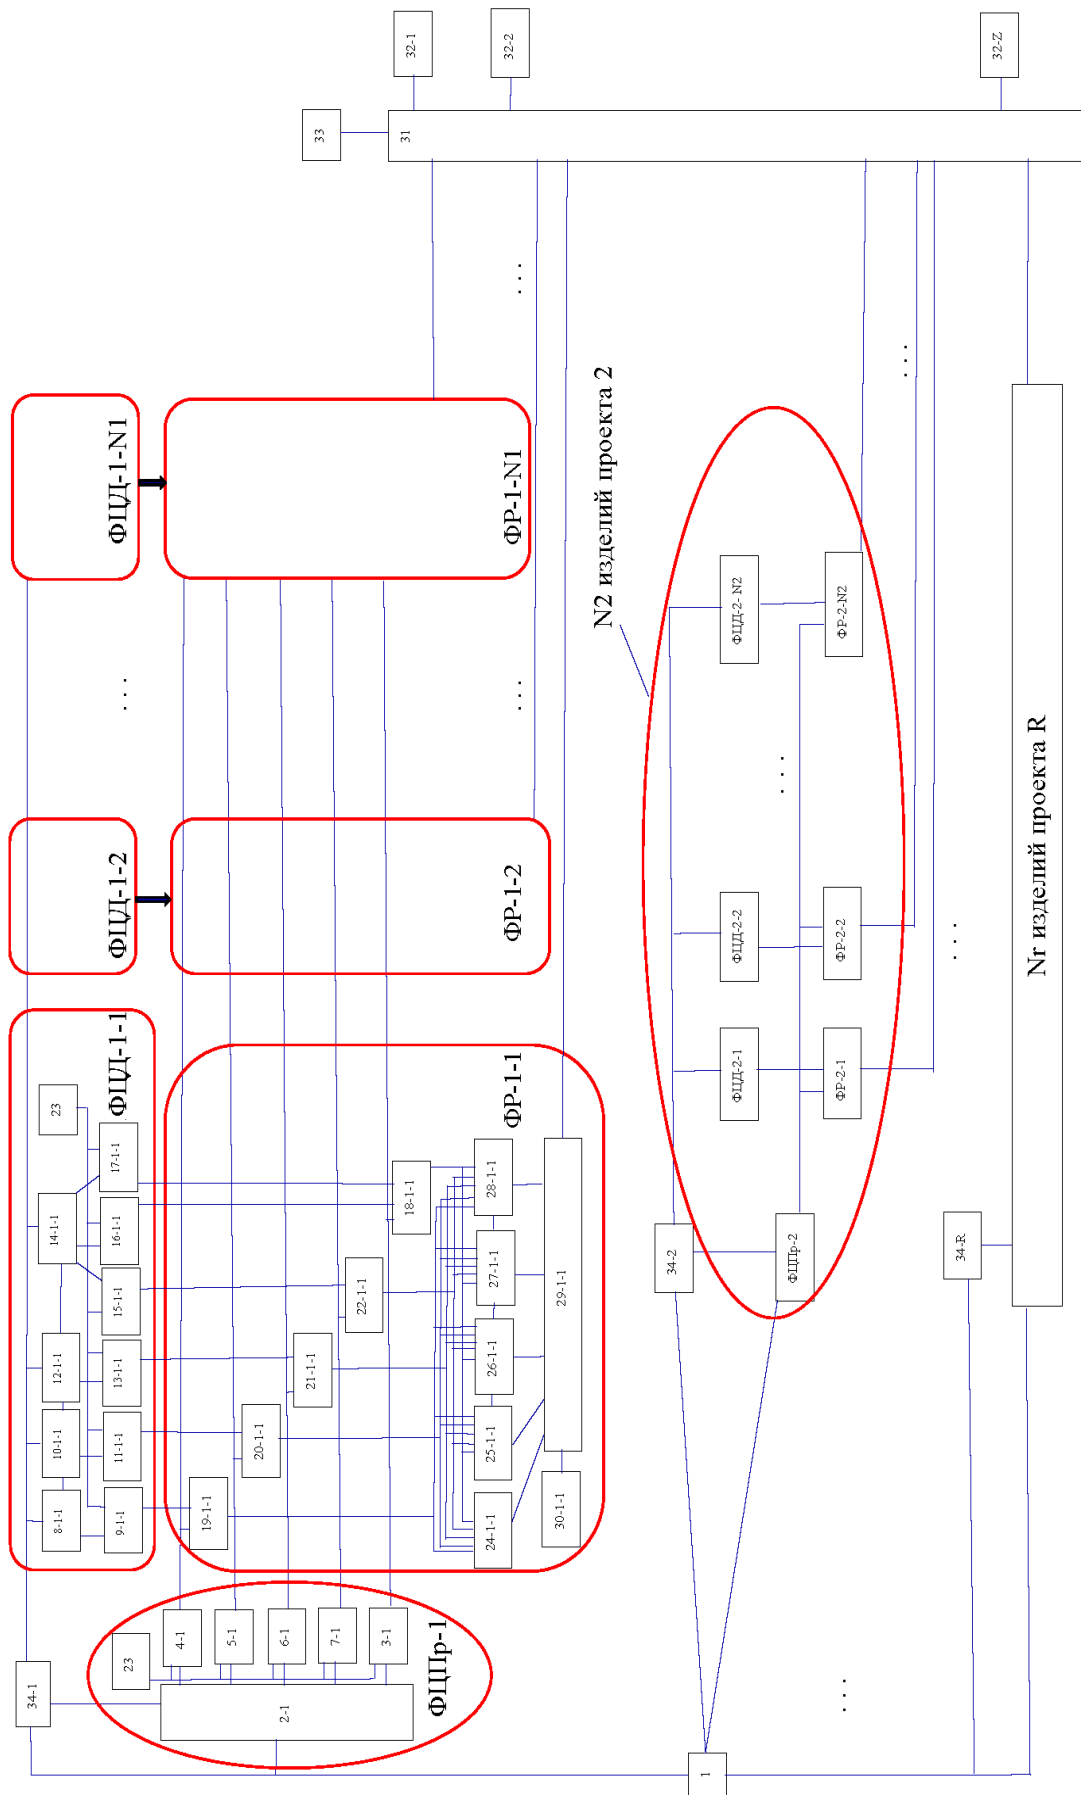 32-1
32-2
32-Z
33
31
. . .
ФЦД-1-N1
ФР-1-N1
. . .
N2 изделий проекта 2
. . .
. . .
ФЦД-1-2
ФР-1-2
ФЦД-2- N2
ФР-2-N2
. . .
ФЦД-2-2
ФР-2-2
. . .
Nr изделий проекта R
ФЦД-1-1
23
17-1-1
14-1-1
16-1-1
15-1-1
12-1-1
13-1-1
10-1-1
11-1-1
8-1-1
9-1-1
ФР-1-1
18-1-1
22-1-1
21-1-1
20-1-1
19-1-1
28-1-1
27-1-1
26-1-1
25-1-1
24-1-1
29-1-1
30-1-1
ФЦД-2-1
ФР-2-1
34-2
ФЦПр-2
34-R
34-1
23
4-1
5-1
6-1
7-1
3-1
2-1
ФЦПр-1
1
. . .